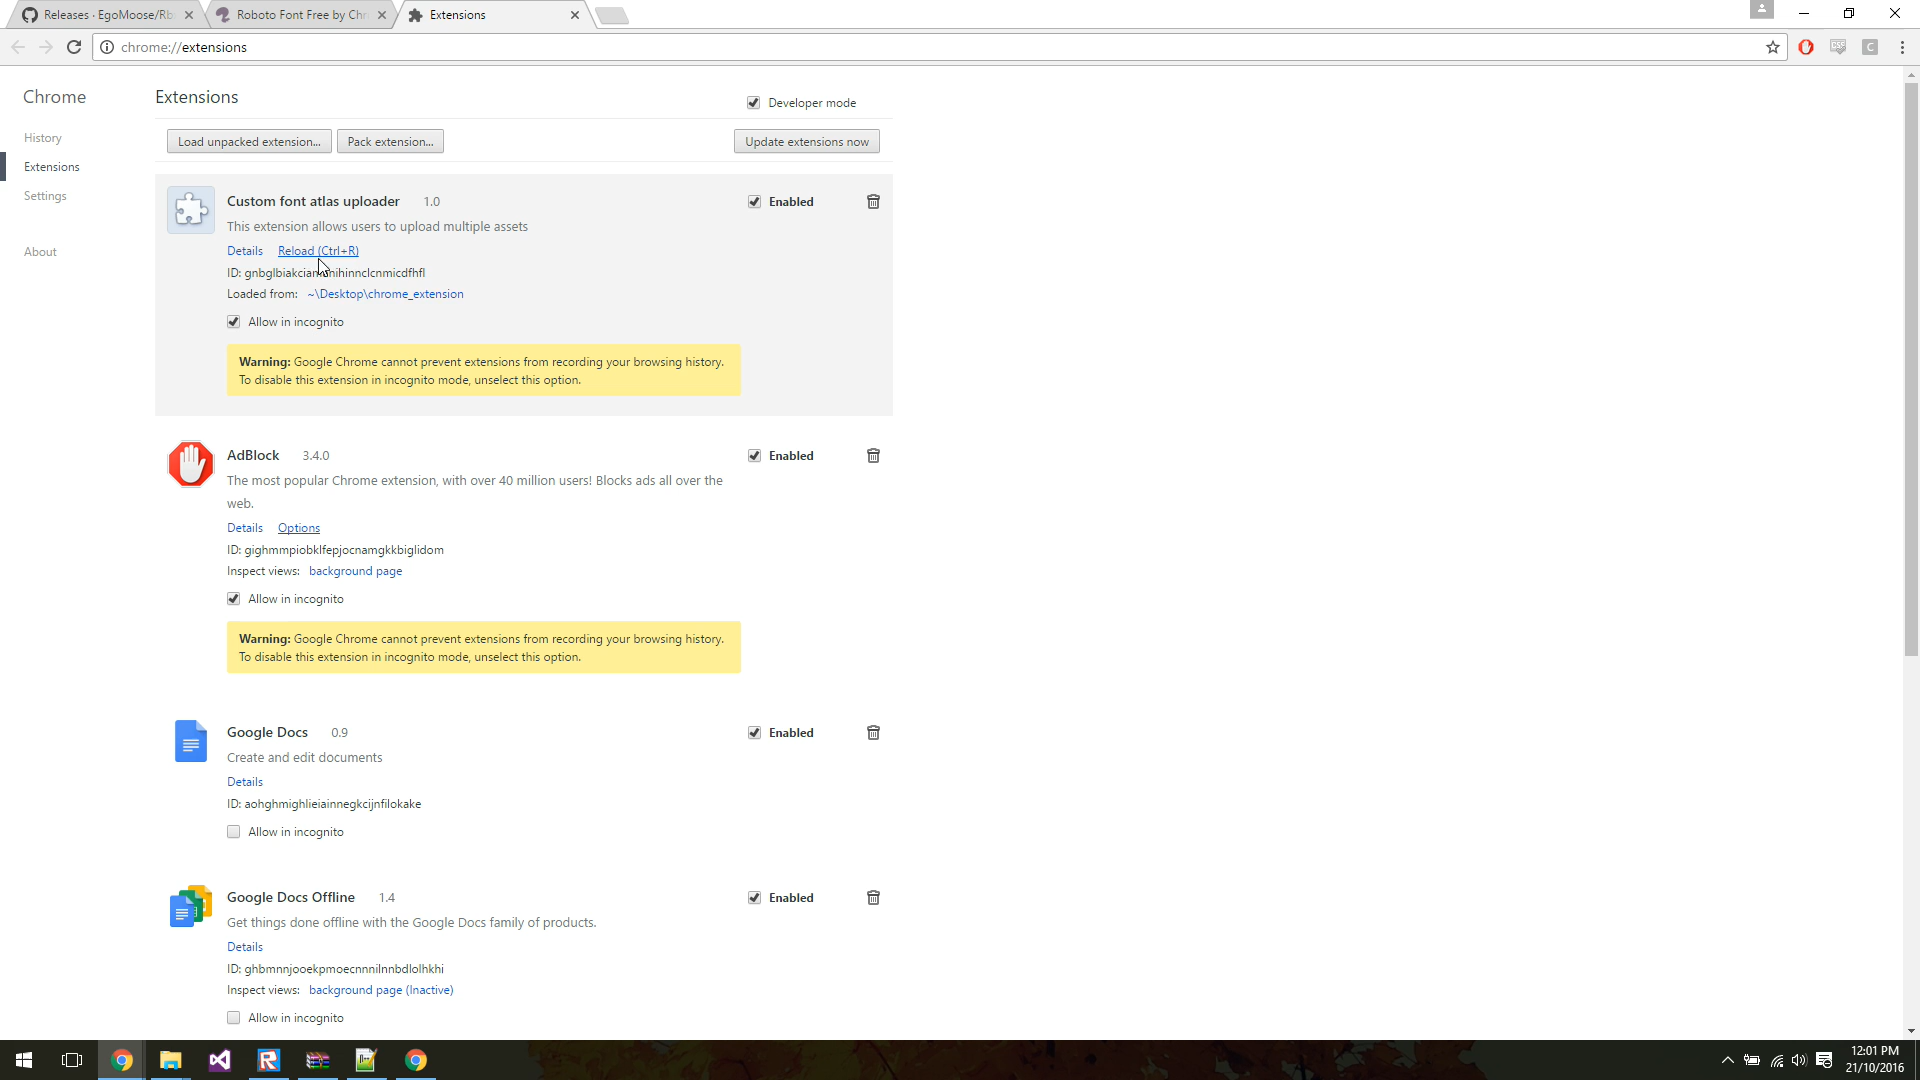 Releases · EgoMoose/Rb
Roboto Font Free by Chr
Extensions
chrome://extensions
CSC
C
Chrome
Extensions
Developer mode
History
Extensions
Settings
About
Load unpacked extension...
Pack extension...
Update extensions now
Custom font atlas uploader 1.0
Enabled
This extension allows users to upload multiple assets
Details Reload (Ctrl+R)
ID:
Loaded from: ~\Desktop\chrome_extension
Allow in incognito
Warning: Google Chrome cannot prevent extensions from recording your browsing history.
To disable this extension in incognito mode, unselect this option.
AdBlock 3.4.0
Enabled
The most popular Chrome extension, with over 40 million users! Blocks ads all over the
web.
Details Options
ID: gighmmpiobklfepjocnamgkkbiglidom
Inspect views: background page
Allow in incognito
Warning: Google Chrome cannot prevent extensions from recording your browsing history.
To disable this extension in incognito mode, unselect this option.
Google Docs 0.9
Enabled
Create and edit documents
Details
ID: aohghmighlieiainnegkcijnfilokake
Allow in incognito
Google Docs Offline 1.4
Enabled
Get things done offline with the Google Docs family of products.
Details
ID: ghbmnnjooekpmoecnnnilnnbdlolhkhi
Inspect views: background page (Inactive)
Allow in incognito
12:01 PM
21/10/2016